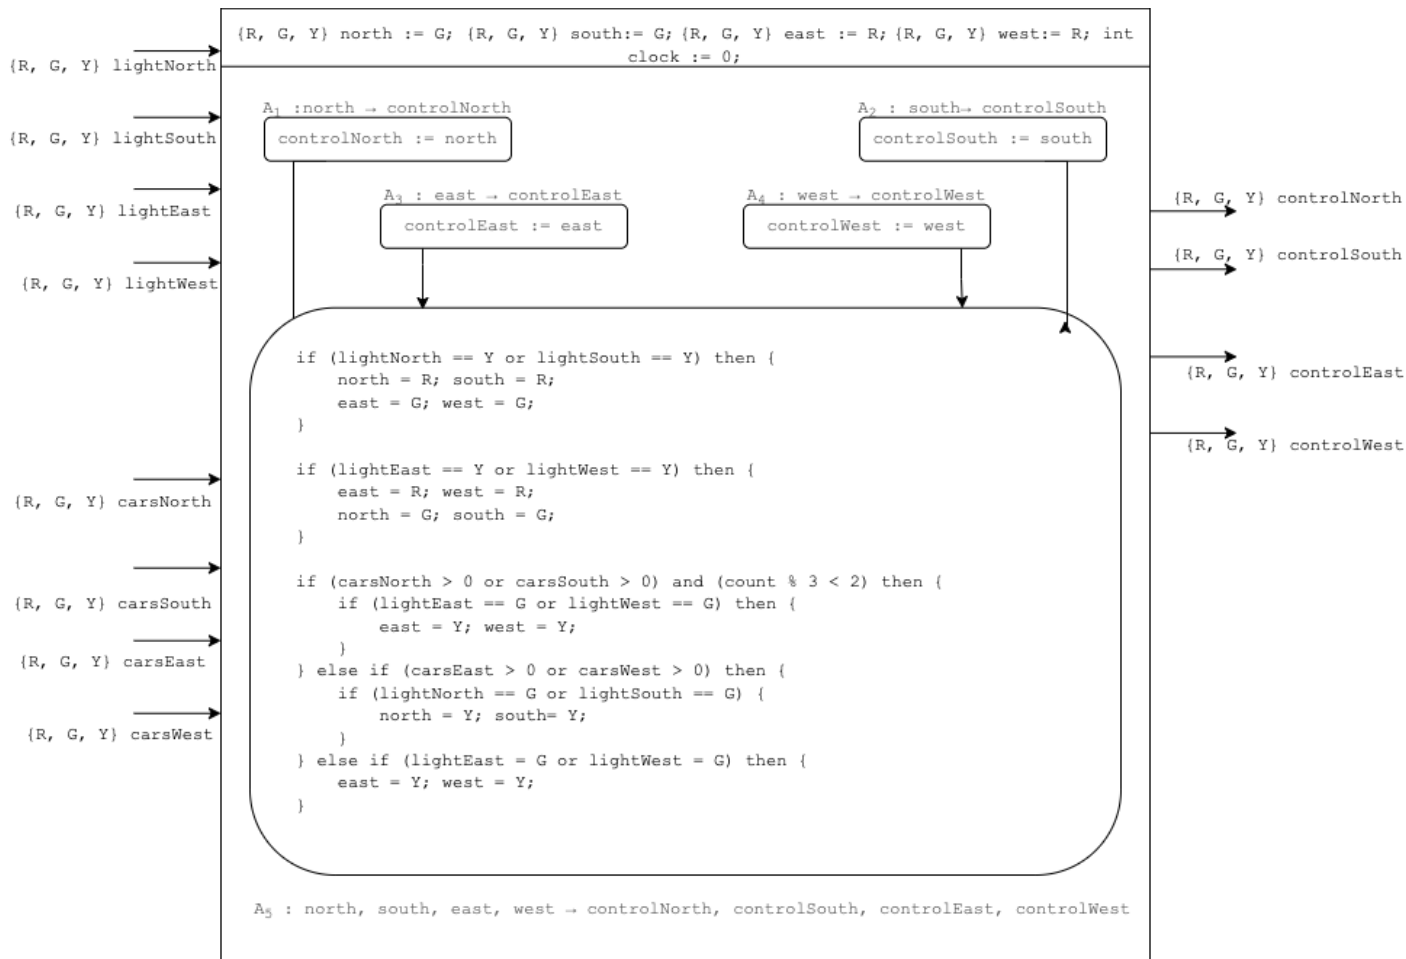 {R, G, Y} north := G; {R, G, Y} south:= G; {R, G, Y} east := R; {R, G, Y} west:= R; int
clock := 0;
{R, G, Y} lightNorth
{R, G, Y} lightSouth
{R, G, Y} lightEast
{R, G, Y} lightWest
{R, G, Y} carsNorth
{R, G, Y} carsSouth
{R, G, Y} carsEast
{R, G, Y} carsWest
A1 :north → controlNorth
controlNorth := north
A2 : south→ controlSouth
controlSouth := south
A3 : east → controlEast
controlEast := east
A4 : west → controlWest
controlWest := west
if (lightNorth == Y or lightSouth == Y) then {
north = R; south = R;
east = G; west = G;
}
if (lightEast == Y or lightWest == Y) then {
east = R; west = R;
north = G; south = G;
}
if (carsNorth > 0 or carsSouth > 0) and (count % 3 < 2) then {
if (lightEast == G or lightWest == G) then {
east = Y; west = Y;
}
} else if (carsEast > 0 or carsWest > 0) then {
if (lightNorth == G or lightSouth == G) {
north = Y; south= Y;
}
} else if (lightEast = G or lightWest = G) then {
east = Y; west = Y;
}
A5 : north, south, east, west → controlNorth, controlSouth, controlEast, controlWest
{R, G, Y} controlNorth
{R, G, Y} controlSouth
{R, G, Y} controlEast
{R, G, Y} controlWest